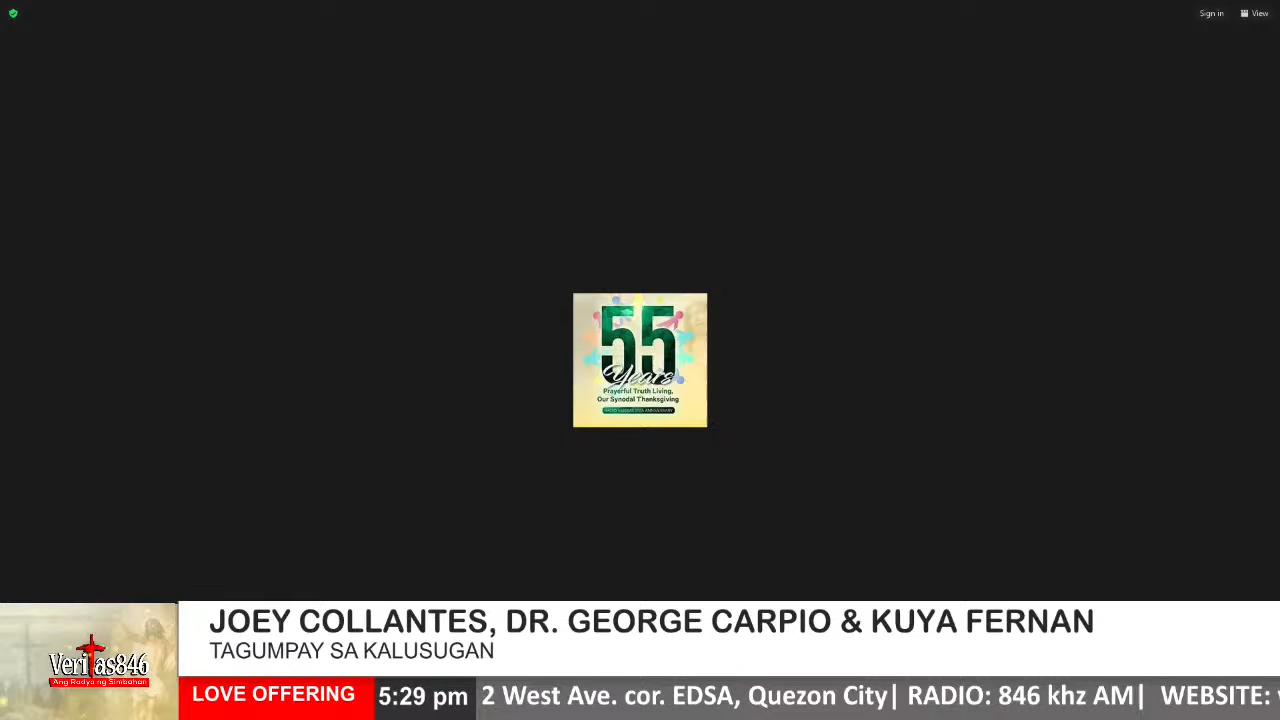 Sign in View
55
Years
Prayerful Truth Living,
Our Synodal Thanksgiving
JOEY COLLANTES, DR. GEORGE CARPIO & KUYA FERNAN
TAGUMPAY SA KALUSUGAN
Veritas846
Ang Radyo ng Simbahan
LOVE OFFERING 5:29 pm 2 West Ave. cor. EDSA, Quezon City| RADIO: 846 khz AM| WEBSITE: